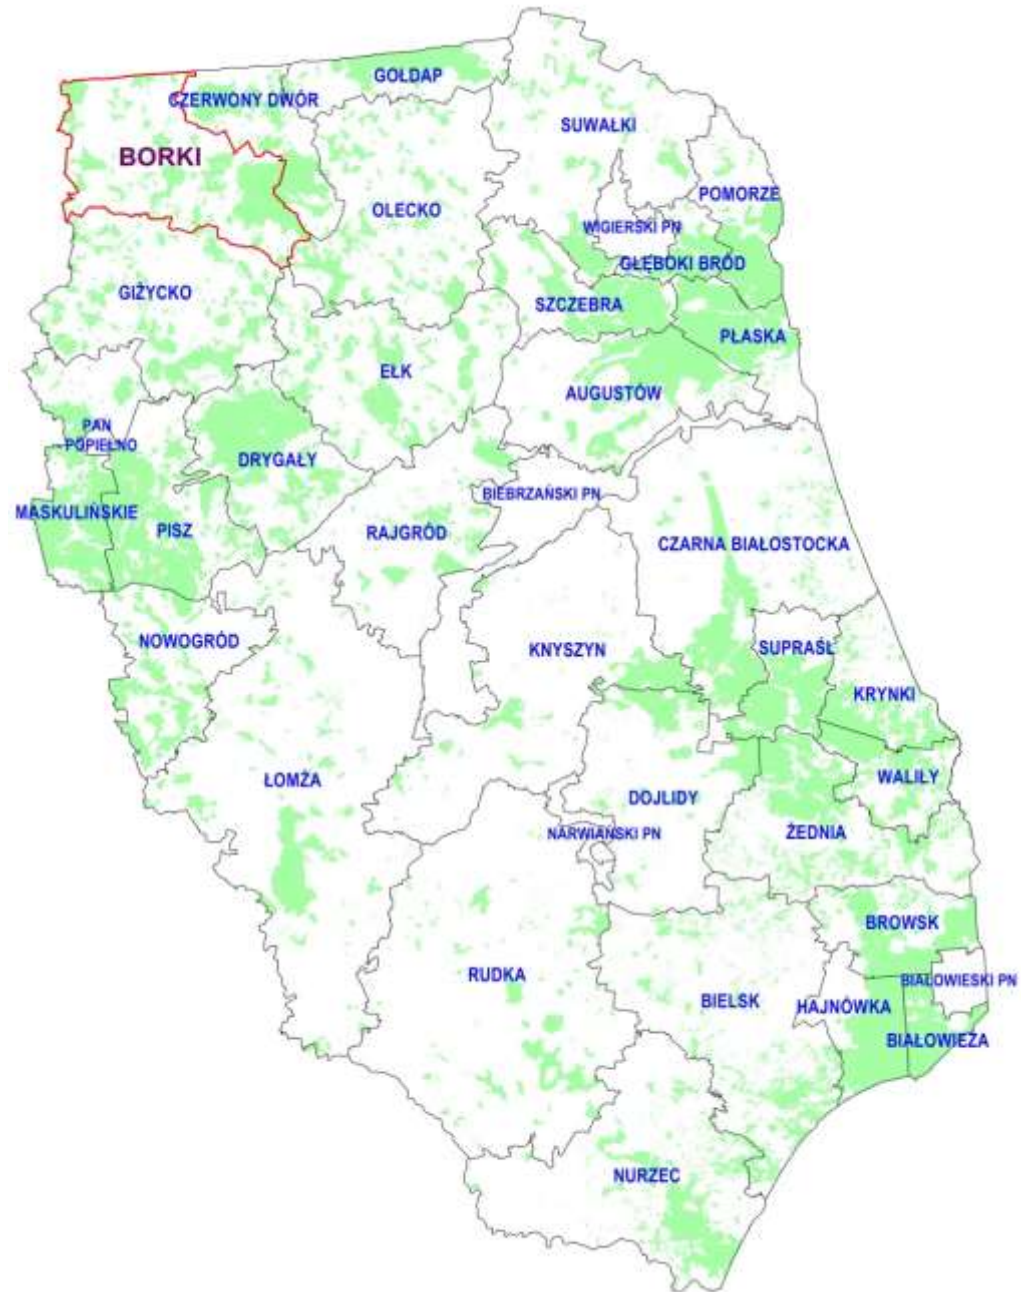 GOŁDAP
CZERWONY DWÓR
SUWAŁKI
BORKI
POMORZE
OLECKO
WIGIERSKI PN
GŁĘBOKI BRÓD
GIŻYCKO
SZCZEBRA
PŁASKA
EŁK
AUGUSTÓW
PAN
POPIEŁNO
DRYGAŁY
BIEBRZAŃSKI PN
MASKULIŃSKIE
PISZ
RAJGRÓD
CZARNA BIAŁOSTOCKA
NOWOGRÓD
KNYSZYN
SUPRAŚL
KRYNKI
ŁOMŻA
WALIŁY
DOJLIDY
NARWIAŃSKI PN
ŻEDNIA
BROWSK
RUDKA
BIAŁOWIESKI PN
BIELSK
HAJNÓWKA
BIAŁOWIEŻA
NURZEC